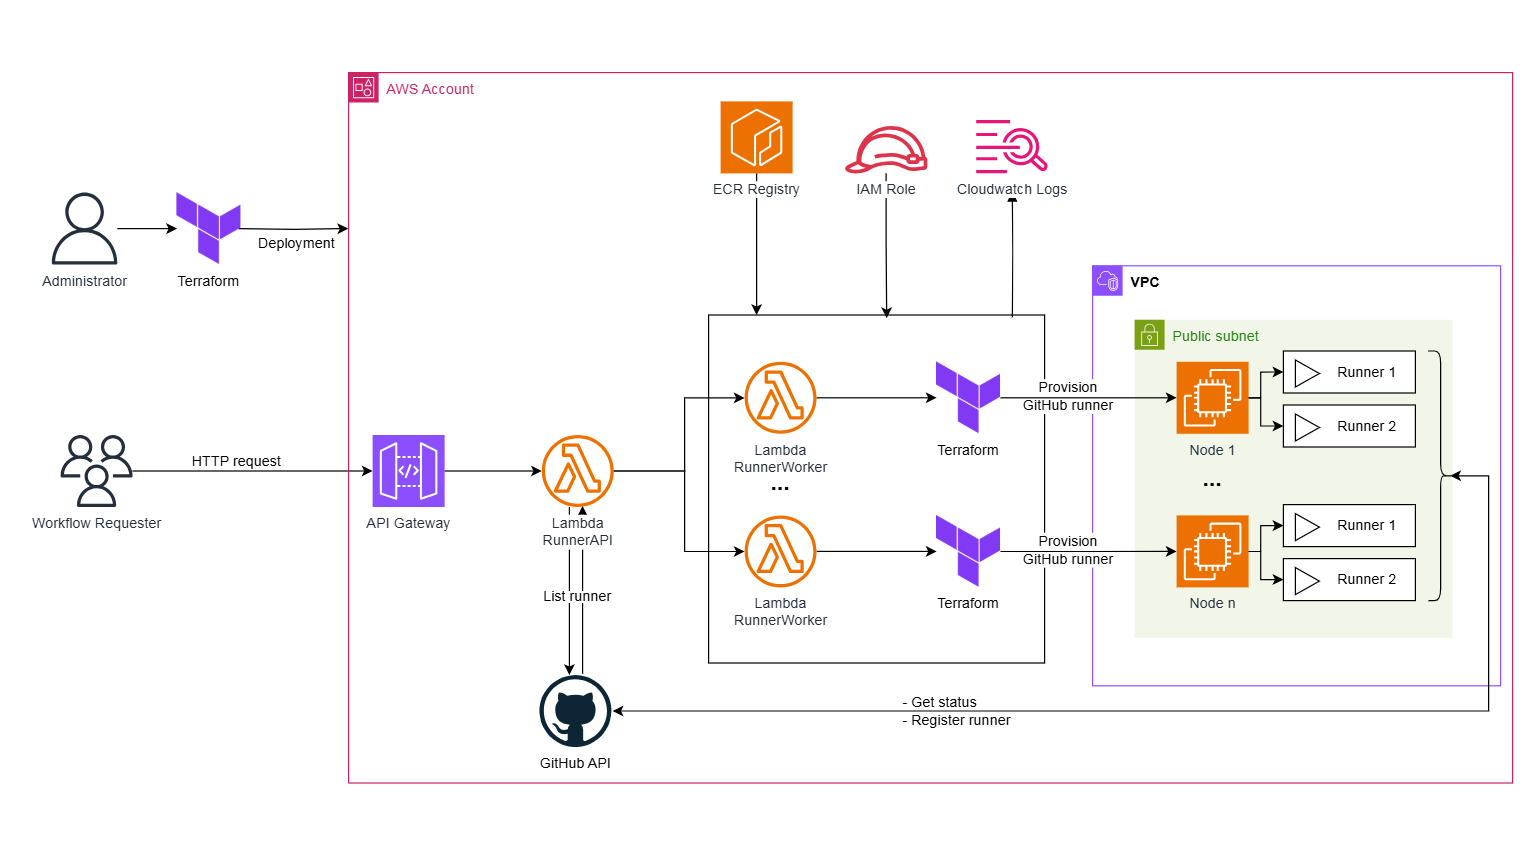 AWS Account
ECR Registry
IAM Role
Cloudwatch Logs
Administrator
Terraform
Deployment
VPC
Public subnet
Runner 1
Runner 2
Node 1
...
Runner 1
Runner 2
Node n
Provision
GitHub runner
Provision
GitHub runner
Lambda
RunnerWorker
...
Lambda
RunnerWorker
Terraform
Terraform
HTTP request
Workflow Requester
</>
API Gateway
Lambda
RunnerAPI
List runner
GitHub API
- Get status
- Register runner